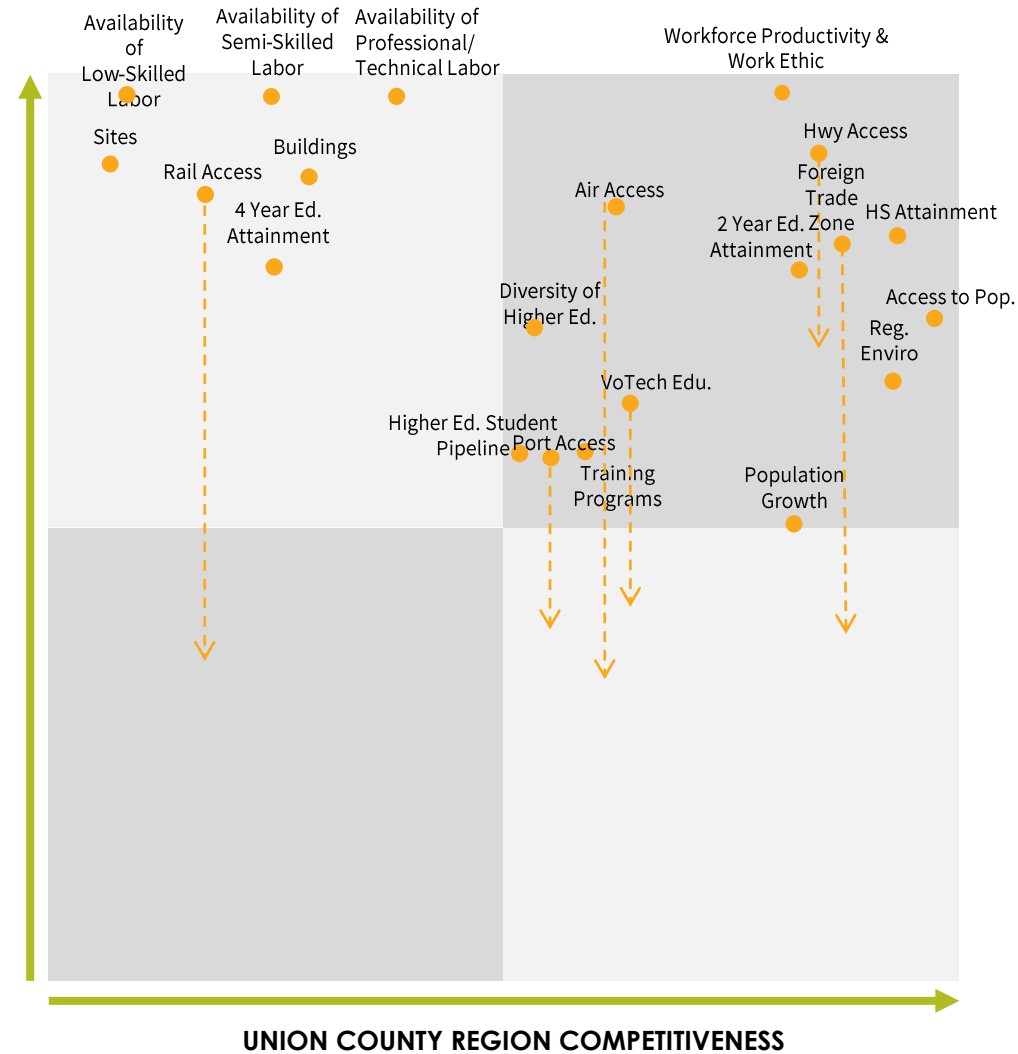 Availability
of
Low-Skilled
Labor
Availability of
Semi-Skilled
Labor
Availability of
Professional/
Technical Labor
Workforce Productivity &
Work Ethic
Sites
Rail Access
Buildings
4 Year Ed.
Attainment
Hwy Access
Foreign
Trade
Zone
HS Attainment
Air Access
2 Year Ed.
Attainment
Diversity of
Higher Ed.
Access to Pop.
Reg.
Enviro
VoTech Edu.
Higher Ed. Student
Pipeline
Port Access
Training
Programs
Population
Growth
UNION COUNTY REGION COMPETITIVENESS